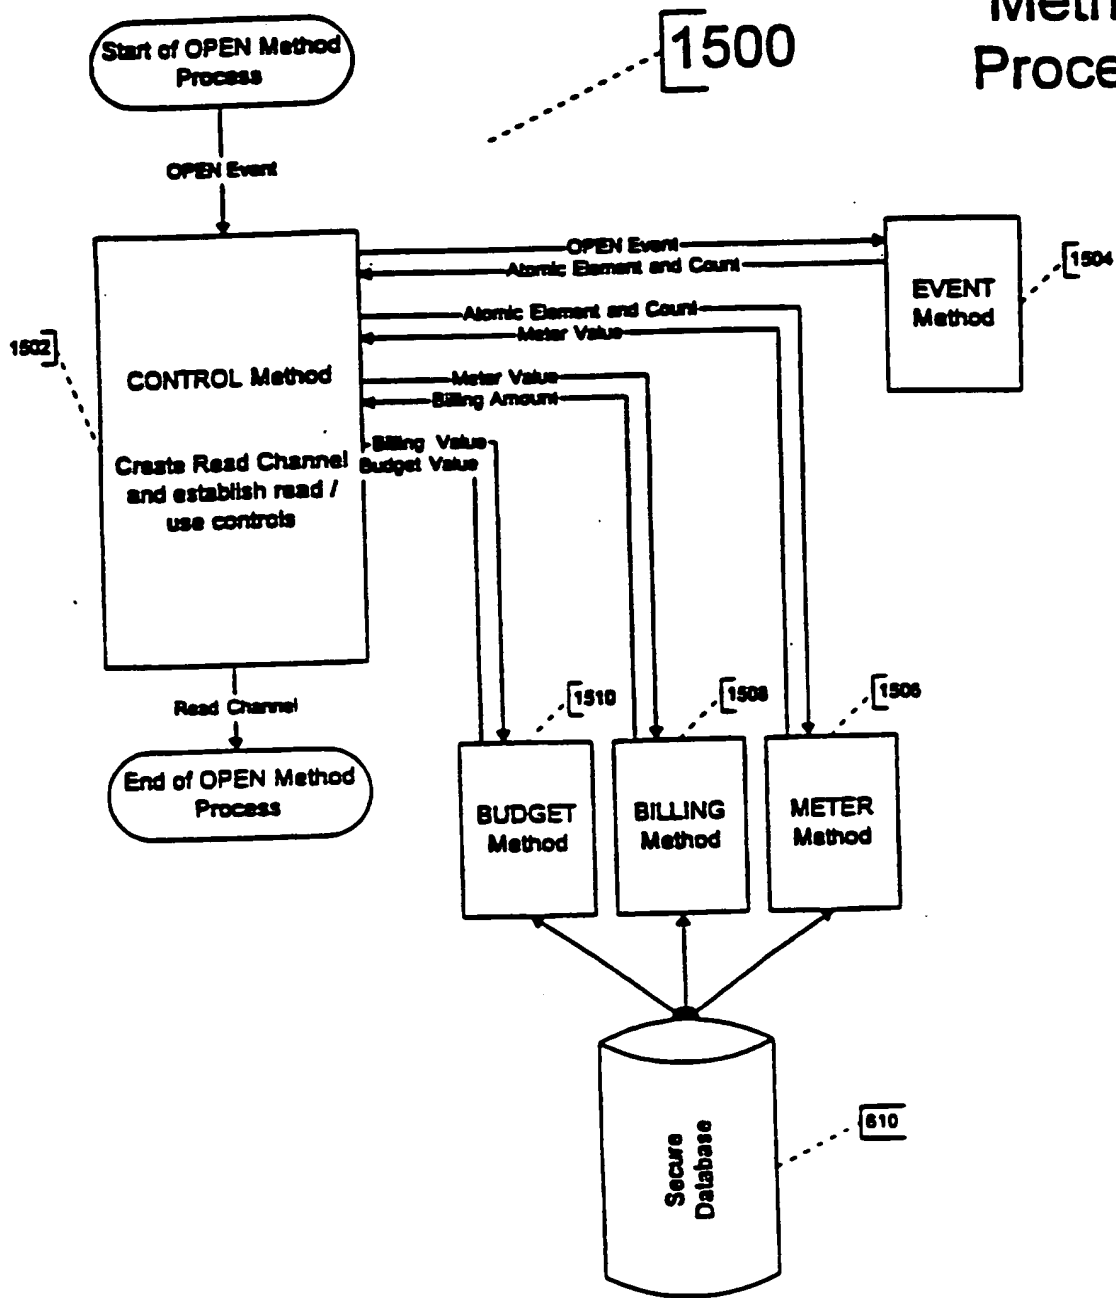 Start of OPEN Method
Process
1500
OPEN Event
OPEN Event
Atomic Element and Count
EVENT
Method
1504
Atomic Element and Count
Meter Value
1502
CONTROL Method
Create Read Channel
and establish read /
use controls
Meter Value
Billing Amount
Billing Value
Budget Value
Read Channel
End of OPEN Method
Process
1510
1508
1506
BUDGET
Method
BILLING
Method
METER
Method
Secure
Database
610